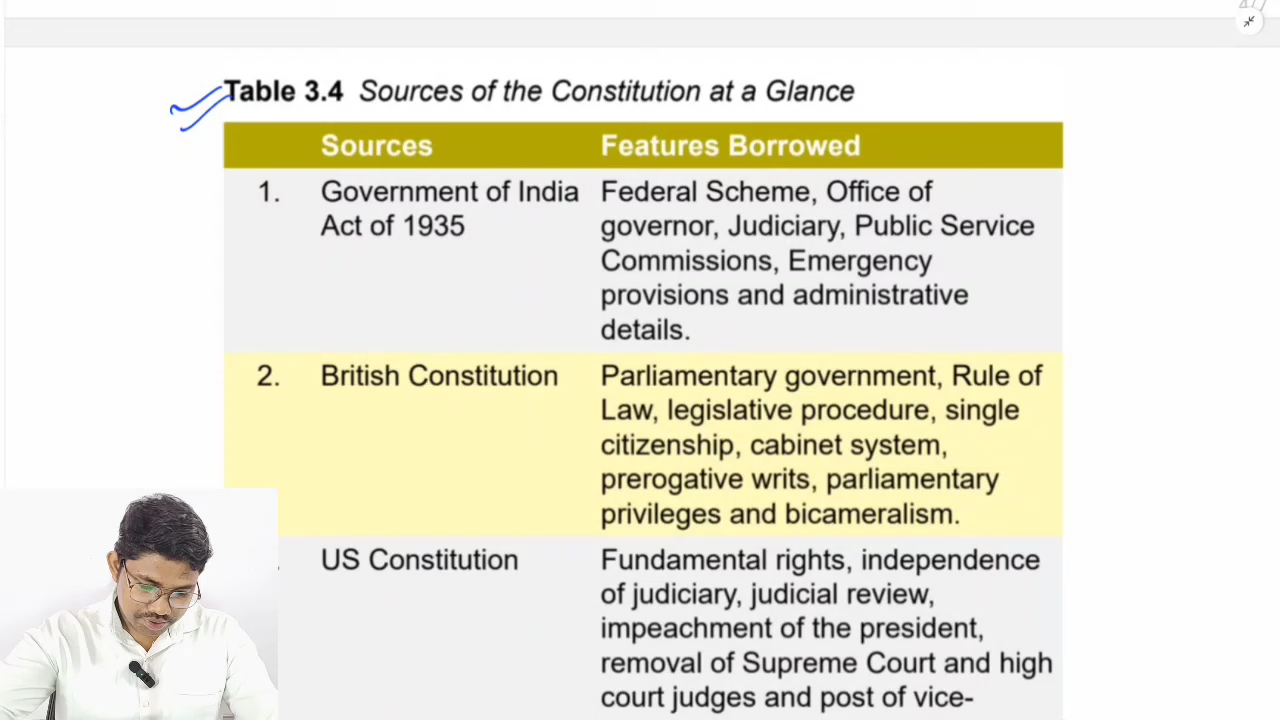 Table 3.4 Sources of the Constitution at a Glance
Sources Features Borrowed
1. Government of India Federal Scheme, Office of
Act of 1935 governor, Judiciary, Public Service
Commissions, Emergency
provisions and administrative
details.
2. British Constitution Parliamentary government, Rule of
Law, legislative procedure, single
citizenship, cabinet system,
prerogative writs, parliamentary
privileges and bicameralism.
US Constitution Fundamental rights, independence
of judiciary, judicial review,
impeachment of the president,
removal of Supreme Court and high
court judges and post of vice-